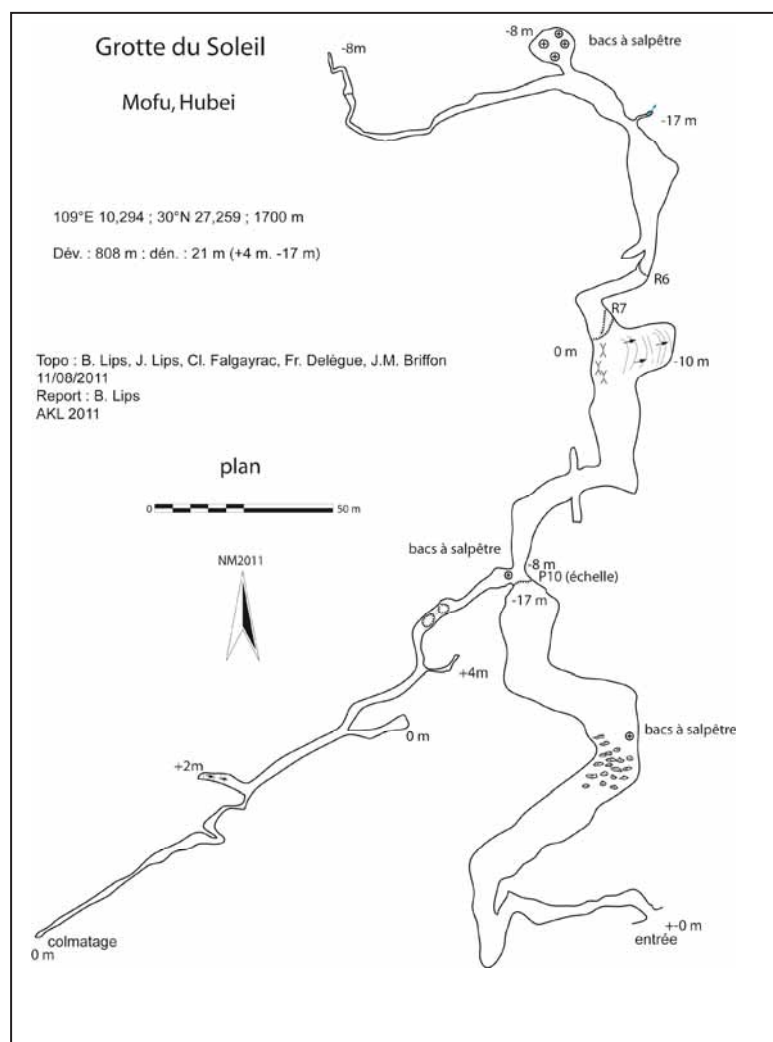 Grotte du Soleil
Mofu, Hubei
-8m
-8 m
bacs à salpêtre
-17 m
109°E 10,294 ; 30°N 27,259 ; 1700 m
Dév. : 808 m : dén. : 21 m (+4 m. -17 m)
R6
R7
0 m
-10 m
Topo : B. Lips, J. Lips, Cl. Falgayrac, Fr. Delègue, J.M. Briffon
11/08/2011
Report : B. Lips
AKL 2011
plan
0 50 m
NM2011
bacs à salpêtre
-8 m
P10 (échelle)
-17 m
+4m
0 m
bacs à salpêtre
+2m
+-0 m
entrée
colmatage
0 m